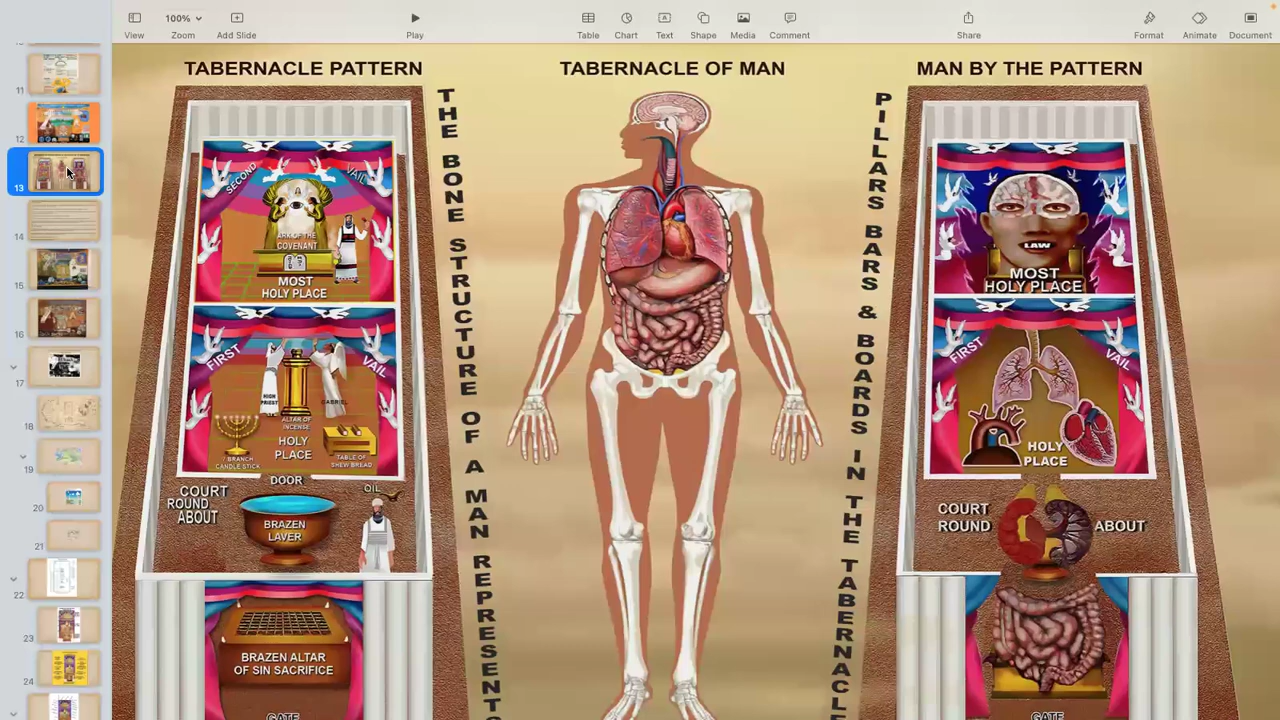 View
100%
Zoom
Add Slide
Play
Table
Chart
Text
Shape
Media
Comment
Share
Format
Animate
Document
11
12
13
14
15
16
17
18
19
20
21
22
23
24
TABERNACLE PATTERN
SECOND VAIL
ARK OF THE
COVENANT
MOST
HOLY PLACE
FIRST VAIL
HIGH
PRIEST
GABRIEL
ALTAR OF
INCENSE
HOLY
PLACE
7 BRANCH
CANDLE STICK
TABLE OF
SHEW BREAD
DOOR
COURT
ROUND
ABOUT
OIL
BRAZEN
LAVER
BRAZEN ALTAR
OF SIN SACRIFICE
GATE
THE BONE STRUCTURE OF A MAN REPRESENTS
TABERNACLE OF MAN
PILLARS BARS & BOARDS IN THE TABERNACLE
MAN BY THE PATTERN
LAW
MOST
HOLY PLACE
FIRST VAIL
HOLY
PLACE
COURT
ROUND ABOUT
GATE